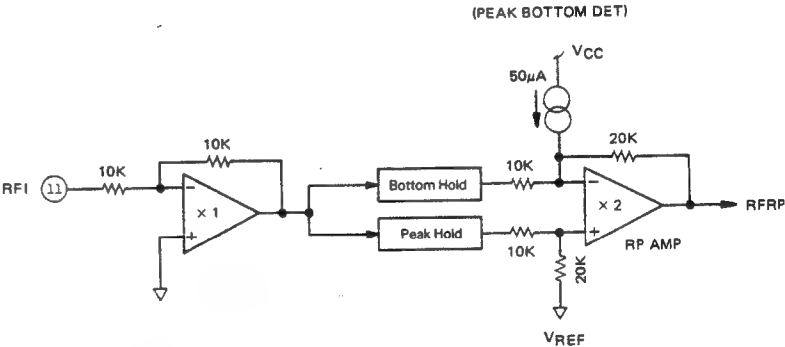 (PEAK BOTTOM DET)
VCC
50μA
10K
20K
10K
10K
RFI
11
Bottom Hold
× 1
× 2
RFRP
Peak Hold
RP AMP
10K
20K
VREF